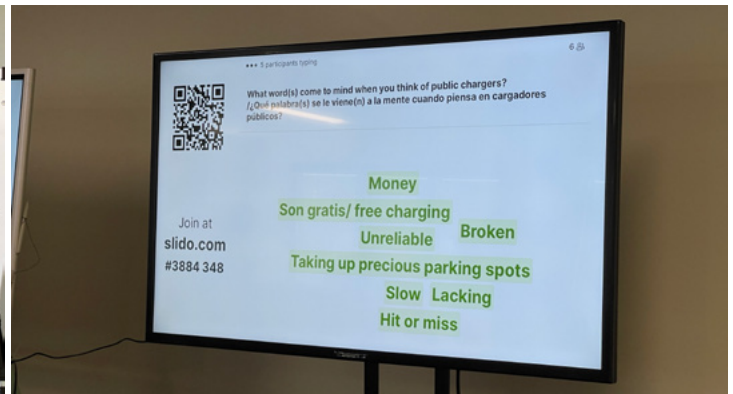 5 participants typing
6
What word(s) come to mind when you think of public chargers?
/¿Qué palabra(s) se le viene(n) a la mente cuando piensa en cargadores
públicos?
Join at
slido.com
#3884 348
Money
Son gratis/ free charging
Unreliable
Broken
Taking up precious parking spots
Slow
Lacking
Hit or miss